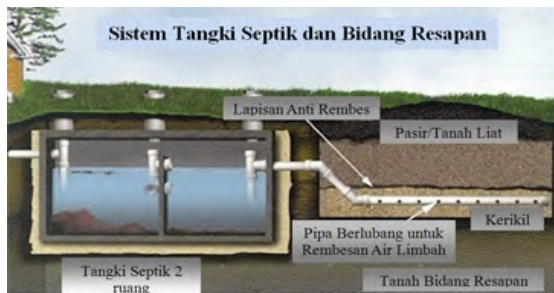 Sistem Tangki Septik dan Bidang Resapan
Lapisan Anti Rembes
Pasir/Tanah Liat
Kerikil
Pipa Berlubang untuk
Rembesan Air Limbah
Tangki Septik 2
ruang
Tanah Bidang Resapan